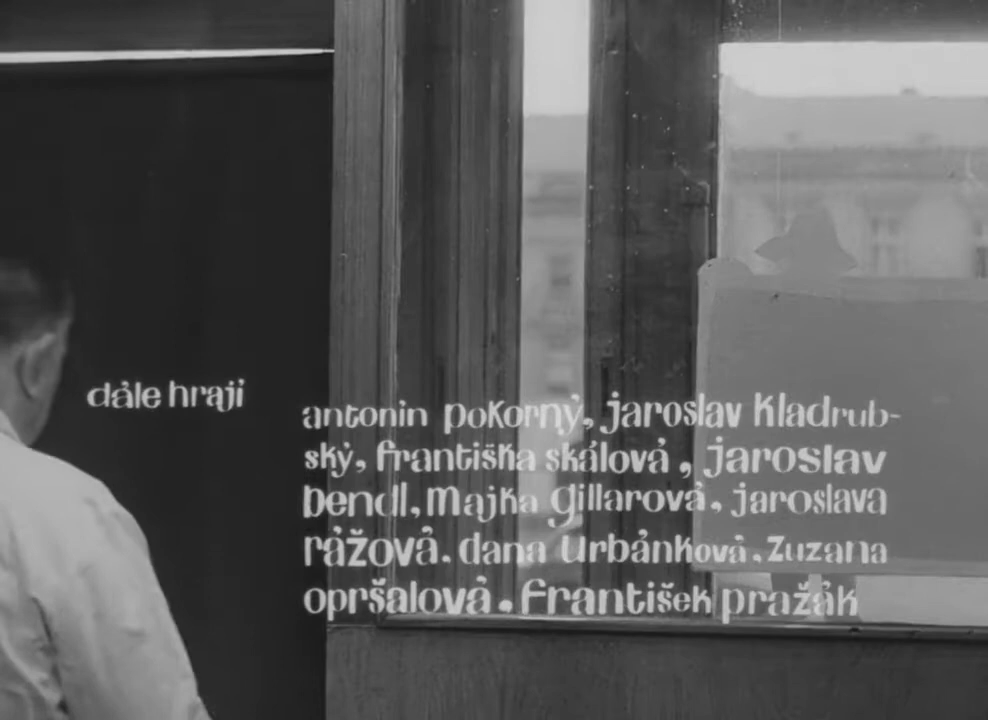 dále hrají
antonín pokorný, jaroslav kladrub-
ský, františka skálová, jaroslav
bendl, majka gillarová, jaroslava
rážová. dana urbánková. zuzana
opršalová. františek pražák